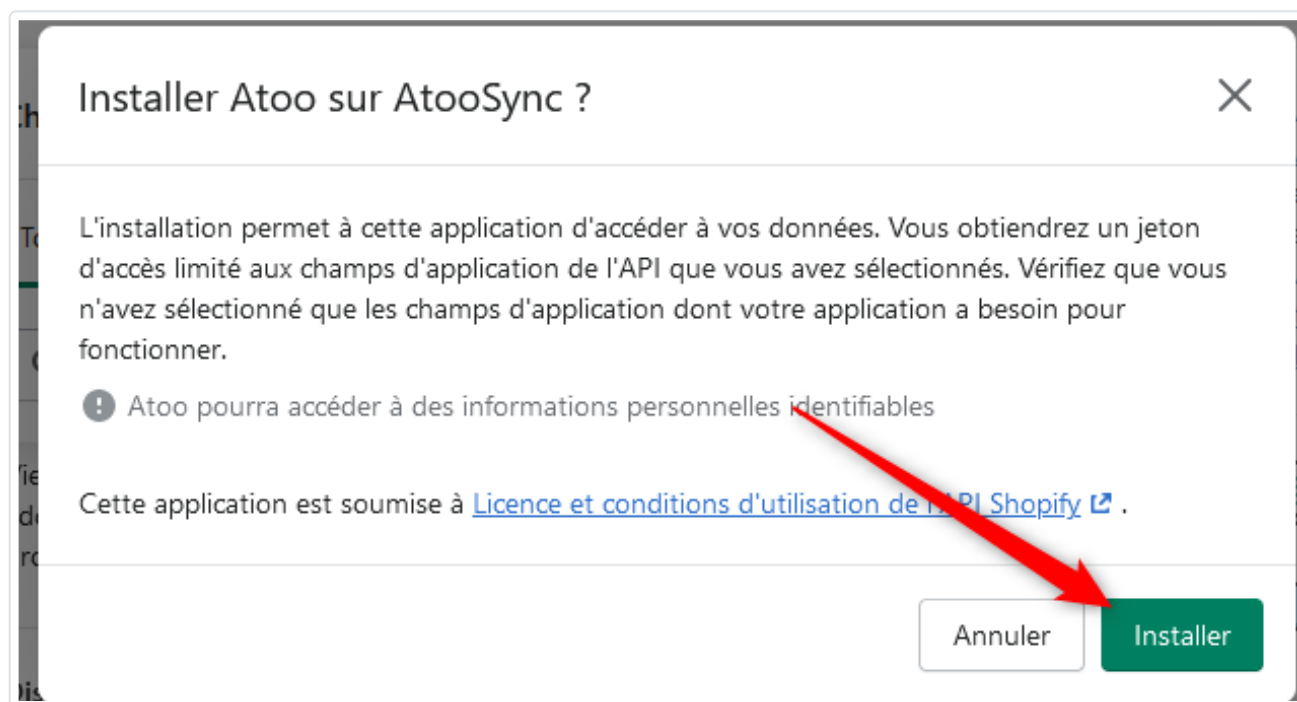 Installer Atoo sur AtooSync ?
L'installation permet à cette application d'accéder à vos données. Vous obtiendrez un jeton
d'accès limité aux champs d'application de l'API que vous avez sélectionnés. Vérifiez que vous
n'avez sélectionné que les champs d'application dont votre application a besoin pour
fonctionner.
Atoo pourra accéder à des informations personnelles identifiables
Cette application est soumise à Licence et conditions d'utilisation de l'API Shopify .
Annuler
Installer